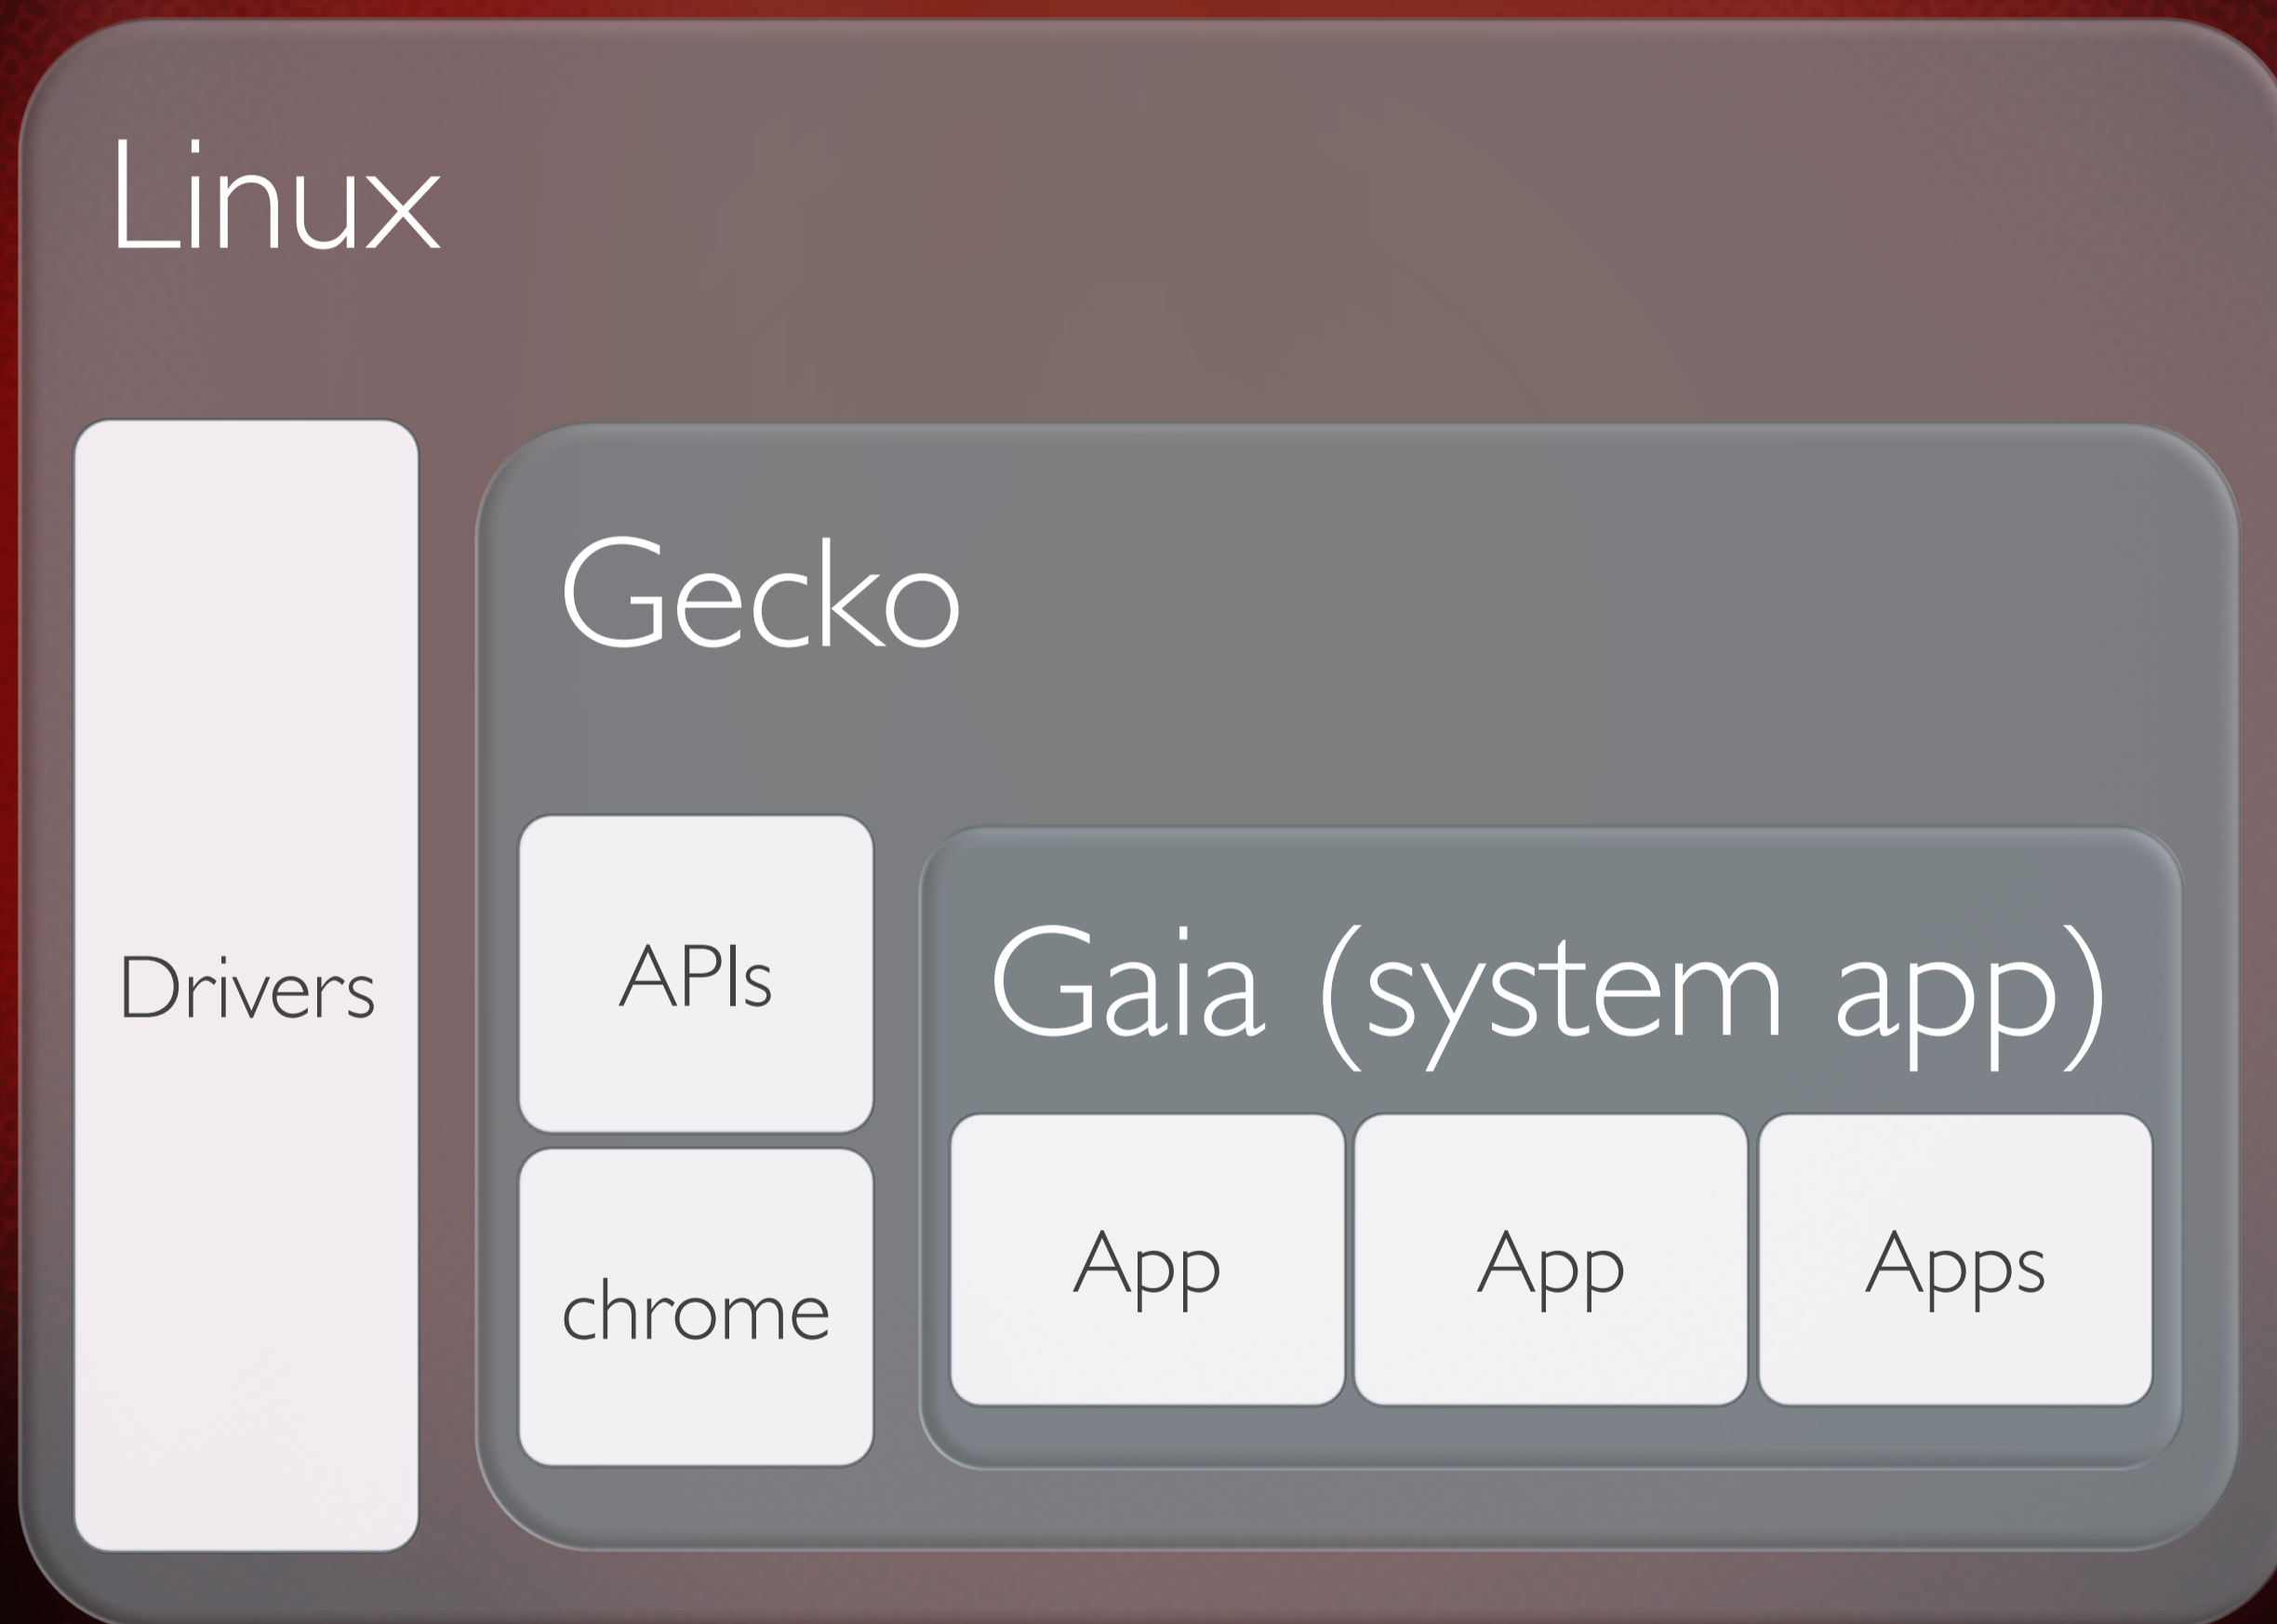 Linux
Drivers
Gecko
APIs
chrome
Gaia (system app)
App
App
Apps